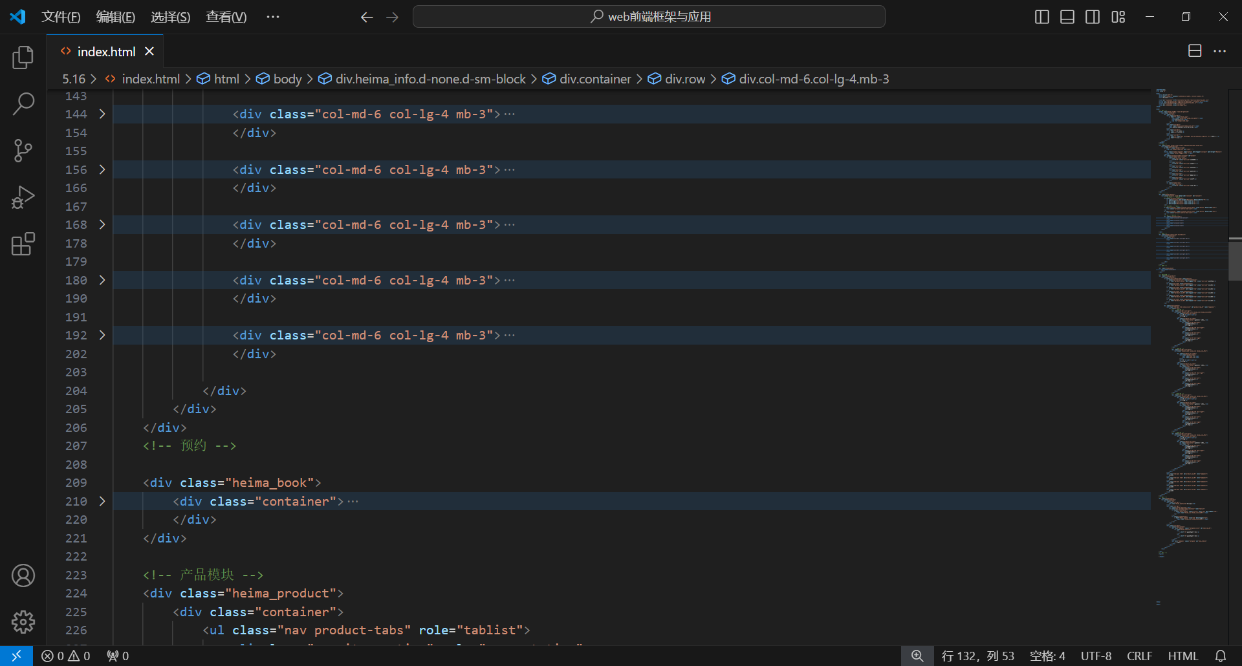 文件(F) 编辑(E) 选择(S) 查看(V) ··· web前端框架与应用
index.html
5.16 > index.html > html > body > div.heima_info.d-none.d-sm-block > div.container > div.row > div.col-md-6.col-lg-4.mb-3
143
144 <div class="col-md-6 col-lg-4 mb-3">···
154 </div>
155
156 <div class="col-md-6 col-lg-4 mb-3">···
166 </div>
167
168 <div class="col-md-6 col-lg-4 mb-3">···
178 </div>
179
180 <div class="col-md-6 col-lg-4 mb-3">···
190 </div>
191
192 <div class="col-md-6 col-lg-4 mb-3">···
202 </div>
203
204 </div>
205 </div>
206 </div>
207 <!-- 预约 -->
208
209 <div class="heima_book">
210 <div class="container">···
220 </div>
221 </div>
222
223 <!-- 产品模块 -->
224 <div class="heima_product">
225 <div class="container">
226 <ul class="nav product-tabs" role="tablist">
0 0 0 行 132，列 53 空格: 4 UTF-8 CRLF HTML